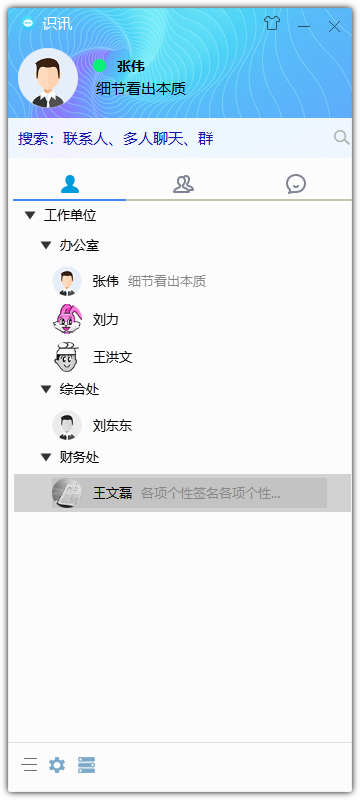 识讯
张伟
细节看出本质
搜索：联系人、多人聊天、群
工作单位
办公室
张伟 细节看出本质
刘力
王洪文
综合处
刘东东
财务处
王文磊 各项个性签名各项个性...